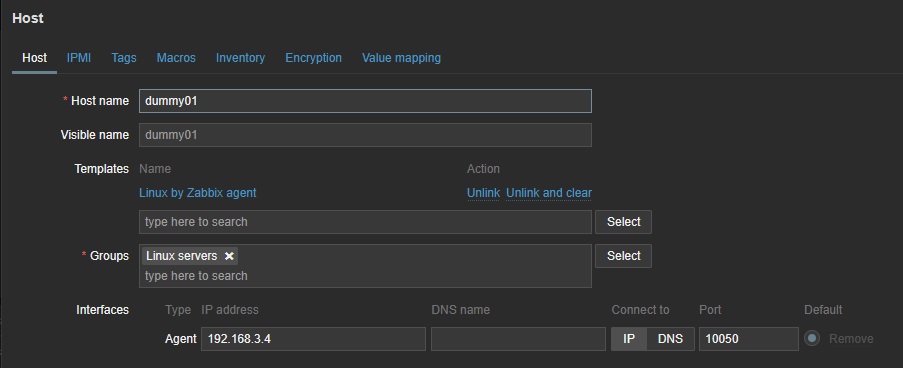 Host
Host IPMI Tags Macros Inventory Encryption Value mapping
* Host name dummy01
Visible name dummy01
Templates Name Action
Linux by Zabbix agent Unlink Unlink and clear
type here to search Select
* Groups Linux servers × Select
type here to search
Interfaces Type IP address DNS name Connect to Port Default
Agent 192.168.3.4 IP DNS 10050 Remove